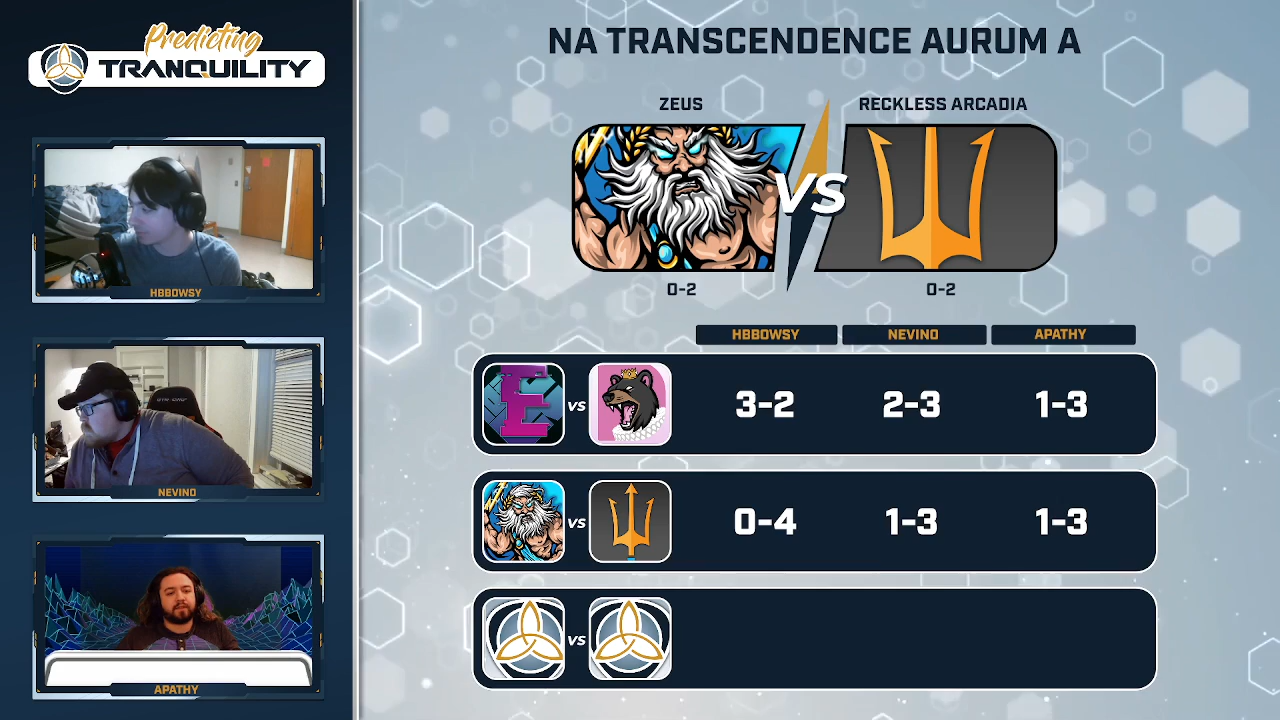 Predicting
TRANQUILITY
NA TRANSCENDENCE AURUM A
ZEUS
RECKLESS ARCADIA
VS
0-2
0-2
HBBOWSY
NEVINO
APATHY
HBBOWSY
NEVINO
APATHY
E
VS
3-2
2-3
1-3
VS
0-4
1-3
1-3
VS